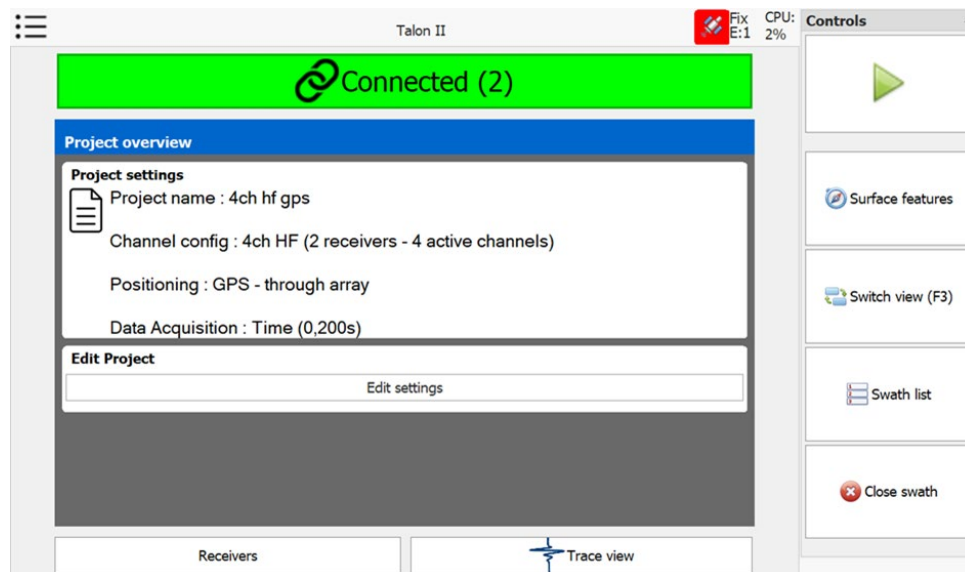 Talon II
Fix
E:1
CPU:
2%
Controls
Connected (2)
Project overview
Project settings
Project name : 4ch hf gps
Channel config : 4ch HF (2 receivers - 4 active channels)
Positioning : GPS - through array
Data Acquisition : Time (0,200s)
Edit Project
Edit settings
Surface features
Switch view (F3)
Swath list
Close swath
Receivers
Trace view